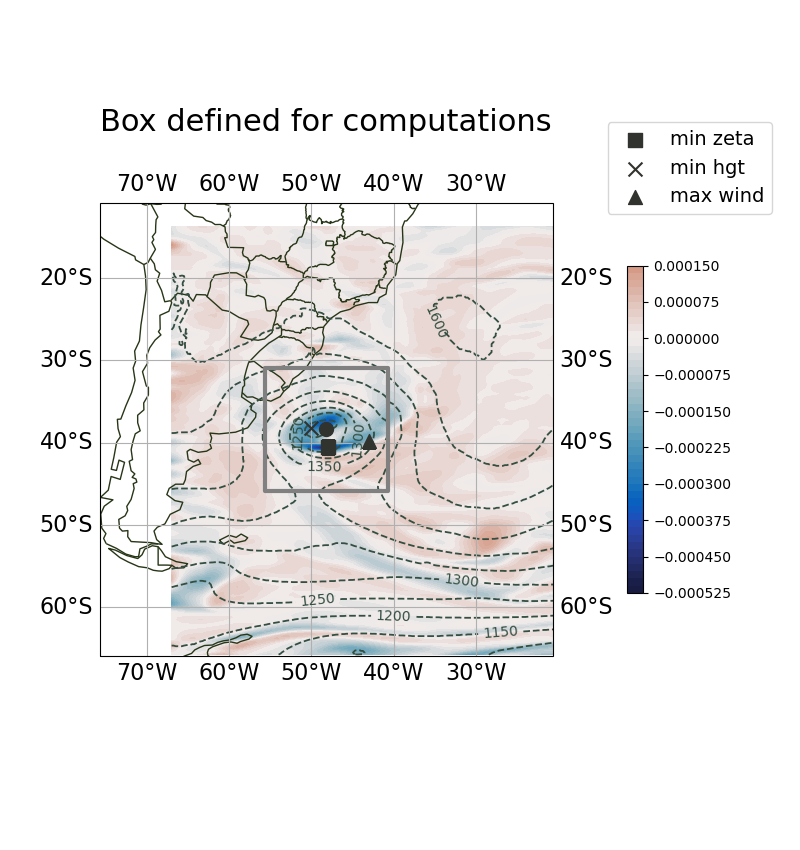 Box defined for computations
min zeta
min hgt
max wind
70°W 60°W 50°W 40°W 30°W
20°S 20°S
30°S 30°S
40°S 40°S
50°S 50°S
60°S 60°S
70°W 60°W 50°W 40°W 30°W
1600
1250
1300
1350
1300
1250
1200
1150
0.000150
0.000075
0.000000
−0.000075
−0.000150
−0.000225
−0.000300
−0.000375
−0.000450
−0.000525